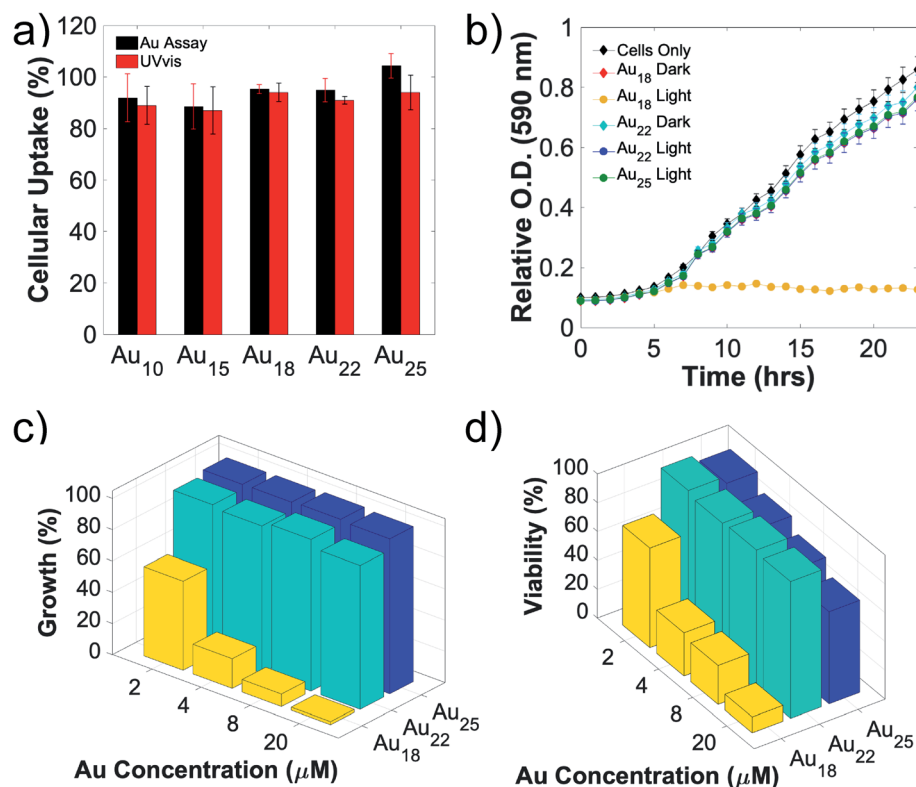 a)
Cellular Uptake (%)
120
100
80
60
40
20
0
Au Assay
UVvis
Au10
Au15
Au18
Au22
Au25
b)
Relative O.D. (590 nm)
1
0.8
0.6
0.4
0.2
0
Cells Only
Au18 Dark
Au18 Light
Au22 Dark
Au22 Light
Au25 Light
0
5
10
15
20
Time (hrs)
c)
Growth (%)
100
80
60
40
20
0
2
4
8
20
Au18
Au22
Au25
Au Concentration (μM)
d)
Viability (%)
100
80
60
40
20
0
2
4
8
20
Au18
Au22
Au25
Au Concentration (μM)